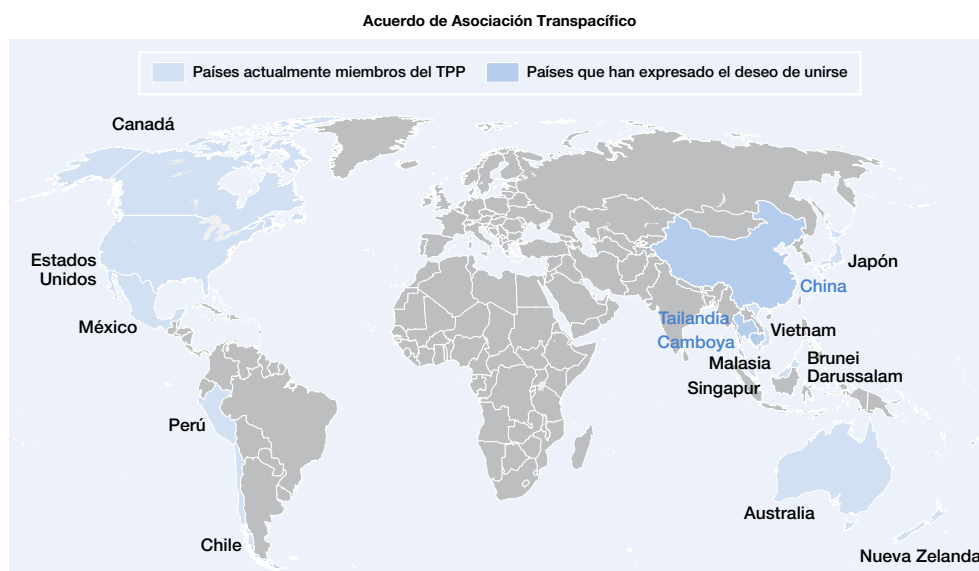 Acuerdo de Asociación Transpacífico
Países actualmente miembros del TPP
Países que han expresado el deseo de unirse
Canadá
Estados
Unidos
México
Perú
Chile
Japón
China
Tailandia
Camboya
Vietnam
Malasia
Singapur
Brunei
Darussalam
Australia
Nueva Zelanda